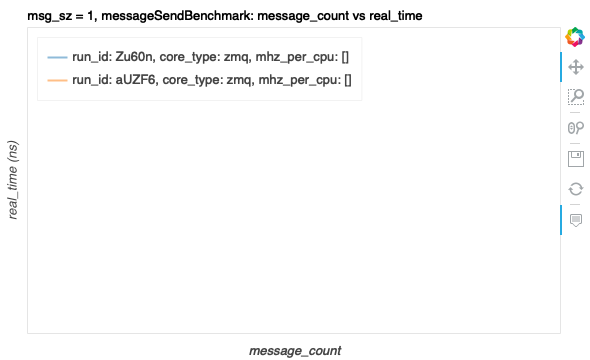 msg_sz = 1, messageSendBenchmark: message_count vs real_time
run_id: Zu60n, core_type: zmq, mhz_per_cpu: []
run_id: aUZF6, core_type: zmq, mhz_per_cpu: []
real_time (ns)
message_count